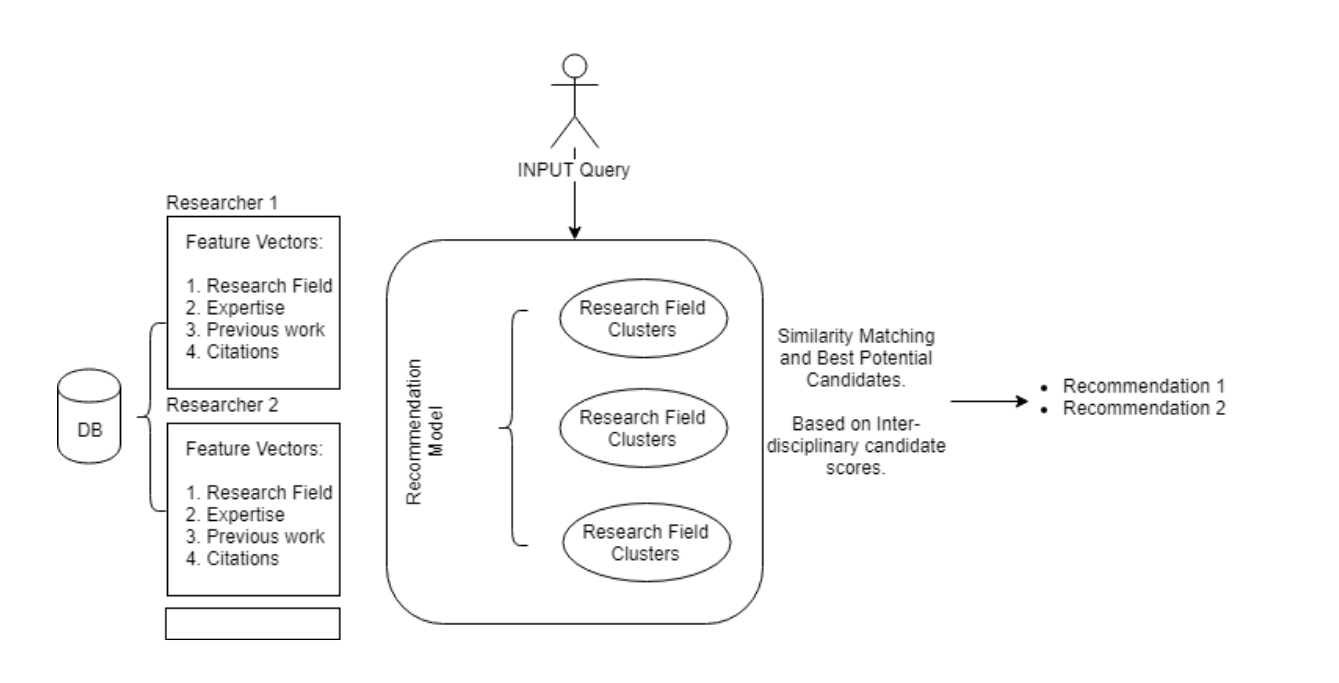 INPUT Query
Researcher 1
Feature Vectors:
1. Research Field
2. Expertise
3. Previous work
4. Citations
Researcher 2
Feature Vectors:
1. Research Field
2. Expertise
3. Previous work
4. Citations
DB
Recommendation
Model
Research Field
Clusters
Research Field
Clusters
Research Field
Clusters
Similarity Matching
and Best Potential
Candidates.
Based on Inter-
disciplinary candidate
scores.
• Recommendation 1
• Recommendation 2